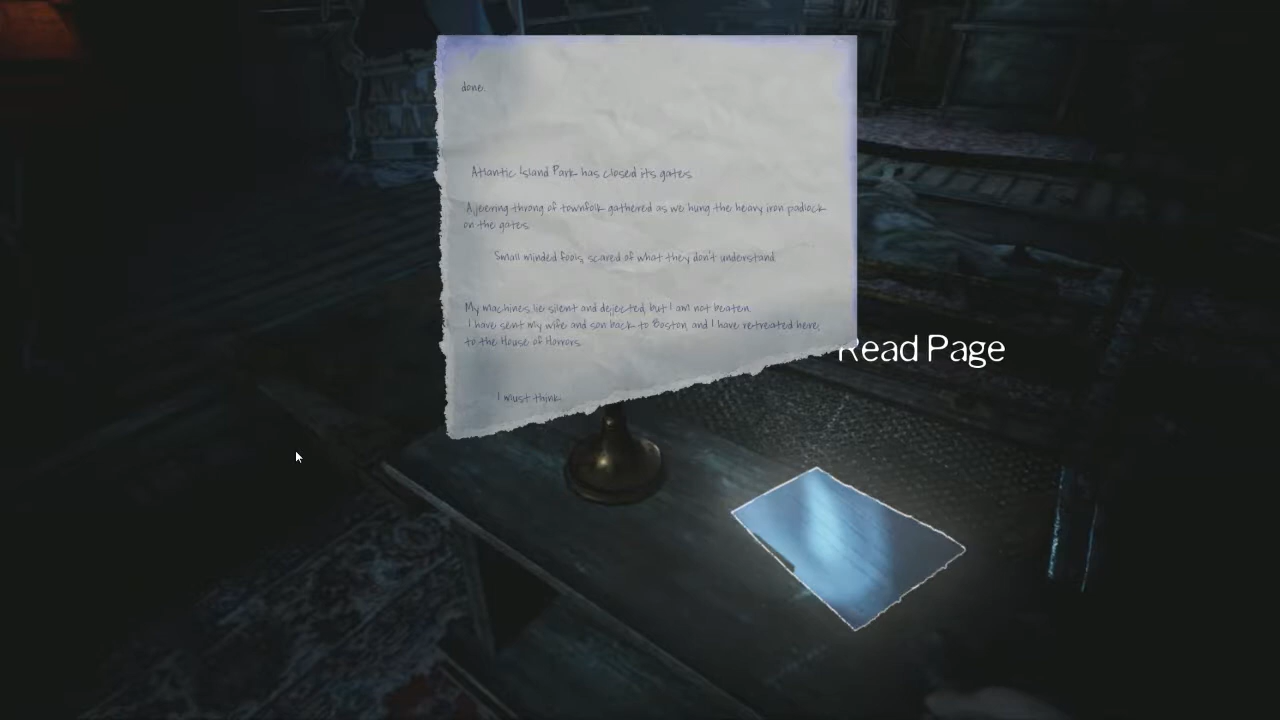 done.
Atlantic Island Park has closed its gates.
A jeering throng of townfolk gathered as we hung the heavy iron padlock
on the gates.
Small minded fools, scared of what they don't understand.
My machines lie silent and dejected, but I am not beaten.
I have sent my wife and son back to Boston, and I have retreated here,
to the House of Horrors.
I must think.
Read Page